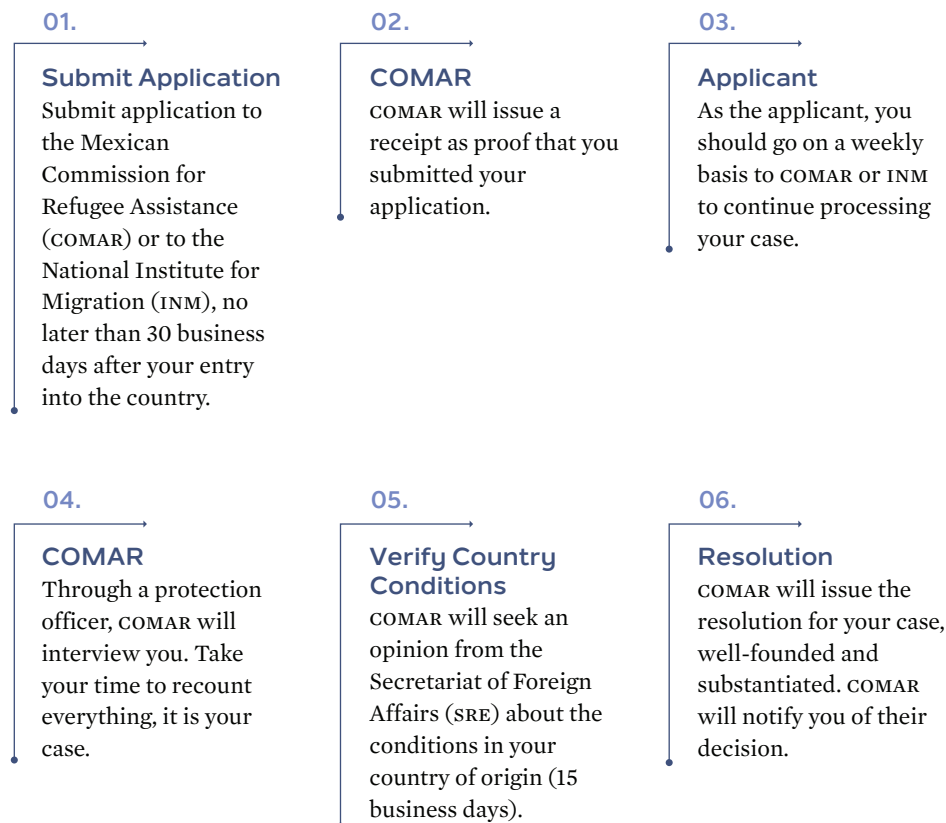 01.
Submit Application
Submit application to
the Mexican
Commission for
Refugee Assistance
(COMAR) or to the
National Institute for
Migration (INM), no
later than 30 business
days after your entry
into the country.
02.
COMAR
COMAR will issue a
receipt as proof that you
submitted your
application.
03.
Applicant
As the applicant, you
should go on a weekly
basis to COMAR or INM
to continue processing
your case.
04.
COMAR
Through a protection
officer, COMAR will
interview you. Take
your time to recount
everything, it is your
case.
05.
Verify Country
Conditions
COMAR will seek an
opinion from the
Secretariat of Foreign
Affairs (SRE) about the
conditions in your
country of origin (15
business days).
06.
Resolution
COMAR will issue the
resolution for your case,
well-founded and
substantiated. COMAR
will notify you of their
decision.